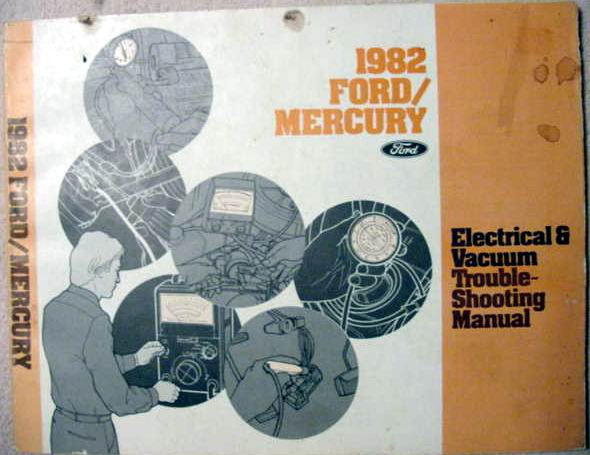 1982 FORD/MERCURY
1982
FORD/
MERCURY
Ford
Electrical &
Vacuum
Trouble-
Shooting
Manual